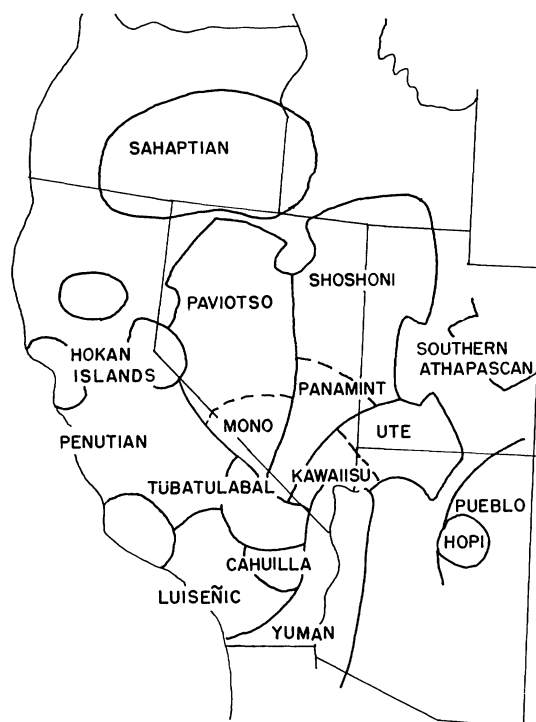 SAHAPTIAN
SHOSHONI
PAVIOTSO
HOKAN
ISLANDS
SOUTHERN
ATHAPASCAN
PANAMINT
MONO
UTE
PENUTIAN
KAWAIISU
TÜBATULABAL
PUEBLO
HOPI
CAHUILLA
LUISEÑIC
YUMAN